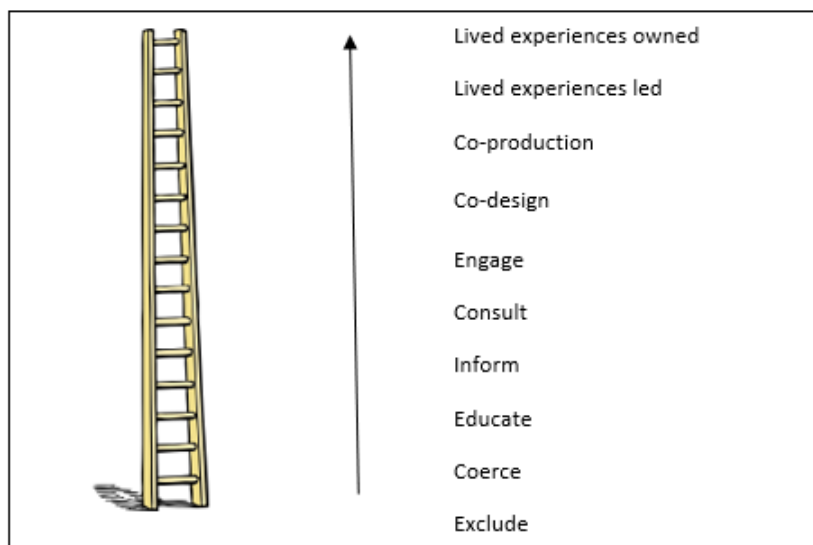 Lived experiences owned
Lived experiences led
Co-production
Co-design
Engage
Consult
Inform
Educate
Coerce
Exclude